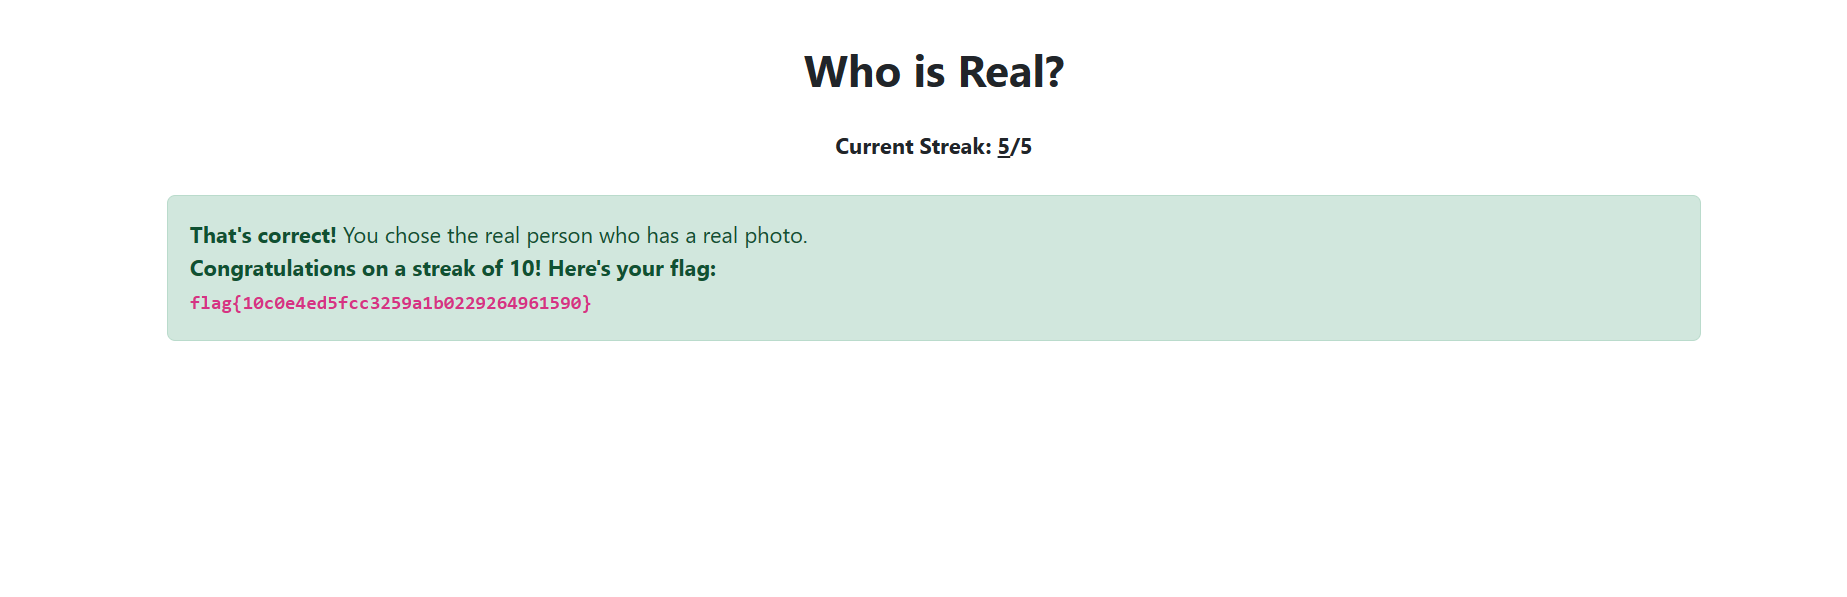 Who is Real?
Current Streak: 5/5
That's correct! You chose the real person who has a real photo.
Congratulations on a streak of 10! Here's your flag:
flag{10c0e4ed5fcc3259a1b0229264961590}